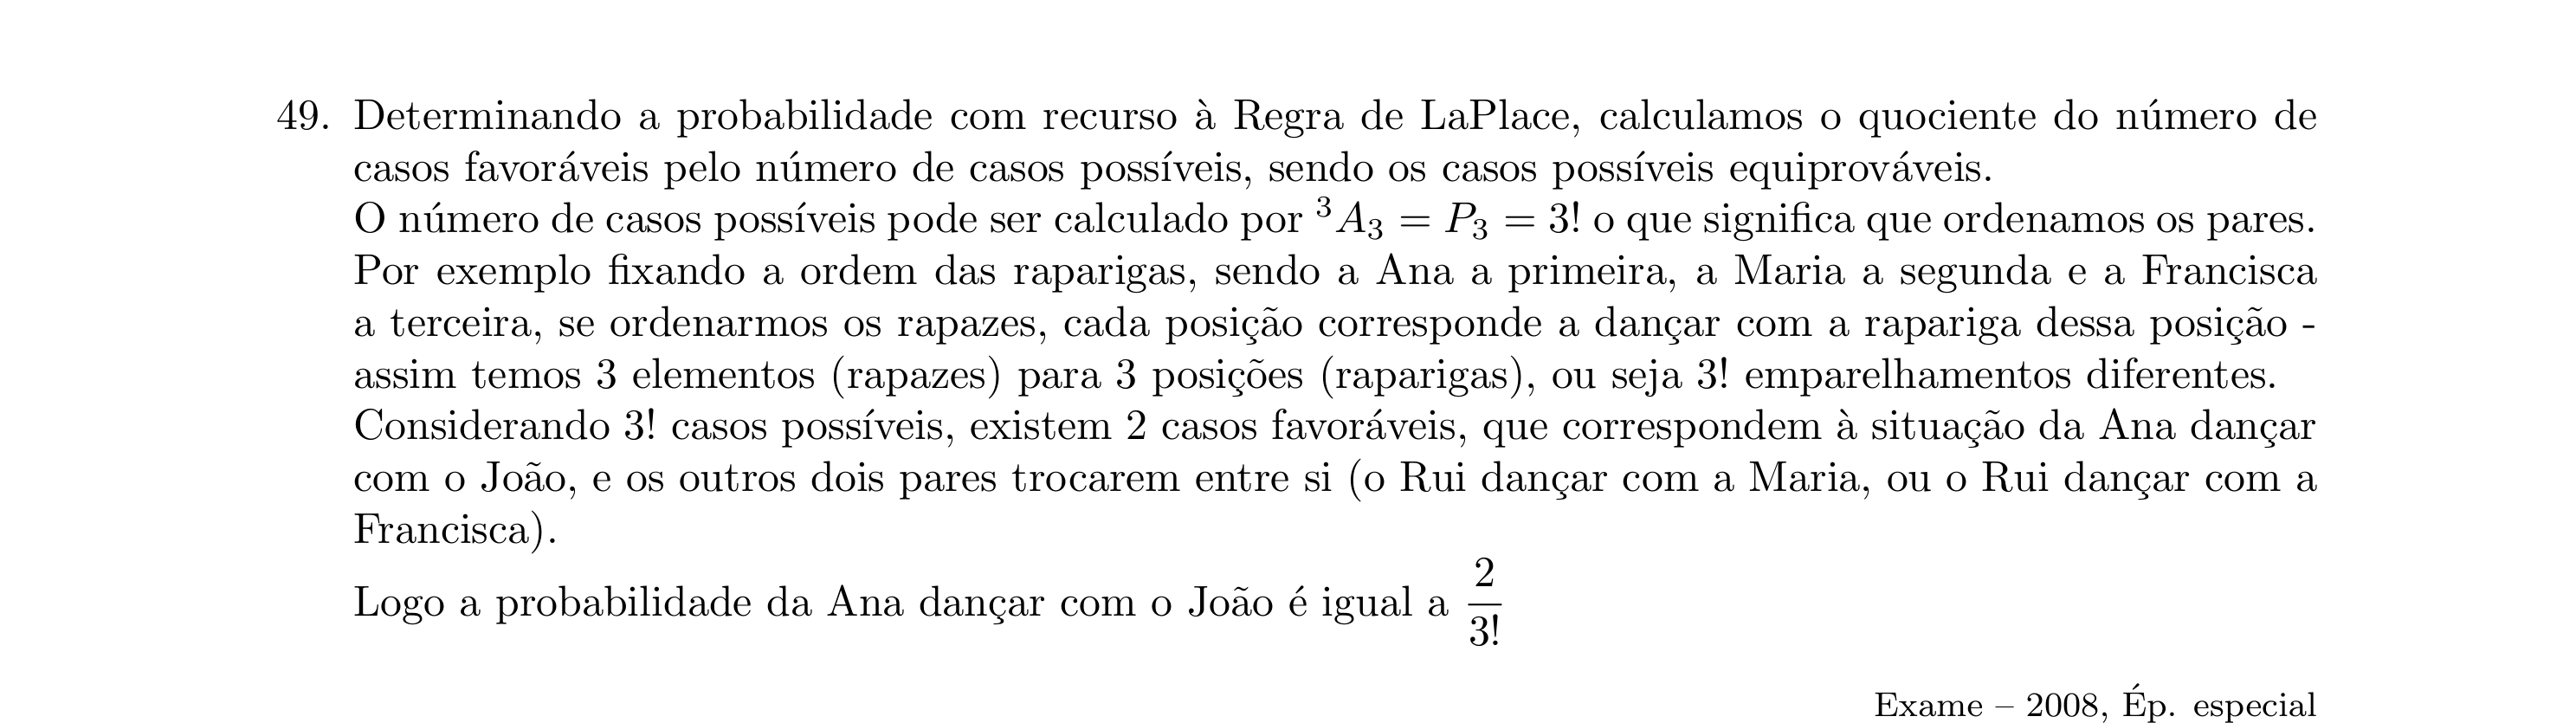 49. Determinando a probabilidade com recurso à Regra de LaPlace, calculamos o quociente do número de
casos favoráveis pelo número de casos possíveis, sendo os casos possíveis equiprováveis.
O número de casos possíveis pode ser calculado por ³A₃ = P₃ = 3! o que significa que ordenamos os pares.
Por exemplo fixando a ordem das raparigas, sendo a Ana a primeira, a Maria a segunda e a Francisca
a terceira, se ordenarmos os rapazes, cada posição corresponde a dançar com a rapariga dessa posição -
assim temos 3 elementos (rapazes) para 3 posições (raparigas), ou seja 3! emparelhamentos diferentes.
Considerando 3! casos possíveis, existem 2 casos favoráveis, que correspondem à situação da Ana dançar
com o João, e os outros dois pares trocarem entre si (o Rui dançar com a Maria, ou o Rui dançar com a
Francisca).
Logo a probabilidade da Ana dançar com o João é igual a 2/3!
Exame – 2008, Ép. especial